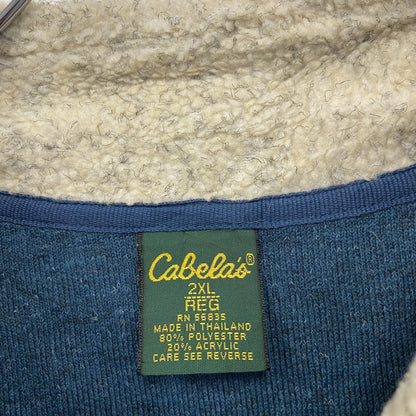 Cabela's®
2XL
REG
RN 56835
MADE IN THAILAND
80% POLYESTER
20% ACRYLIC
CARE SEE REVERSE